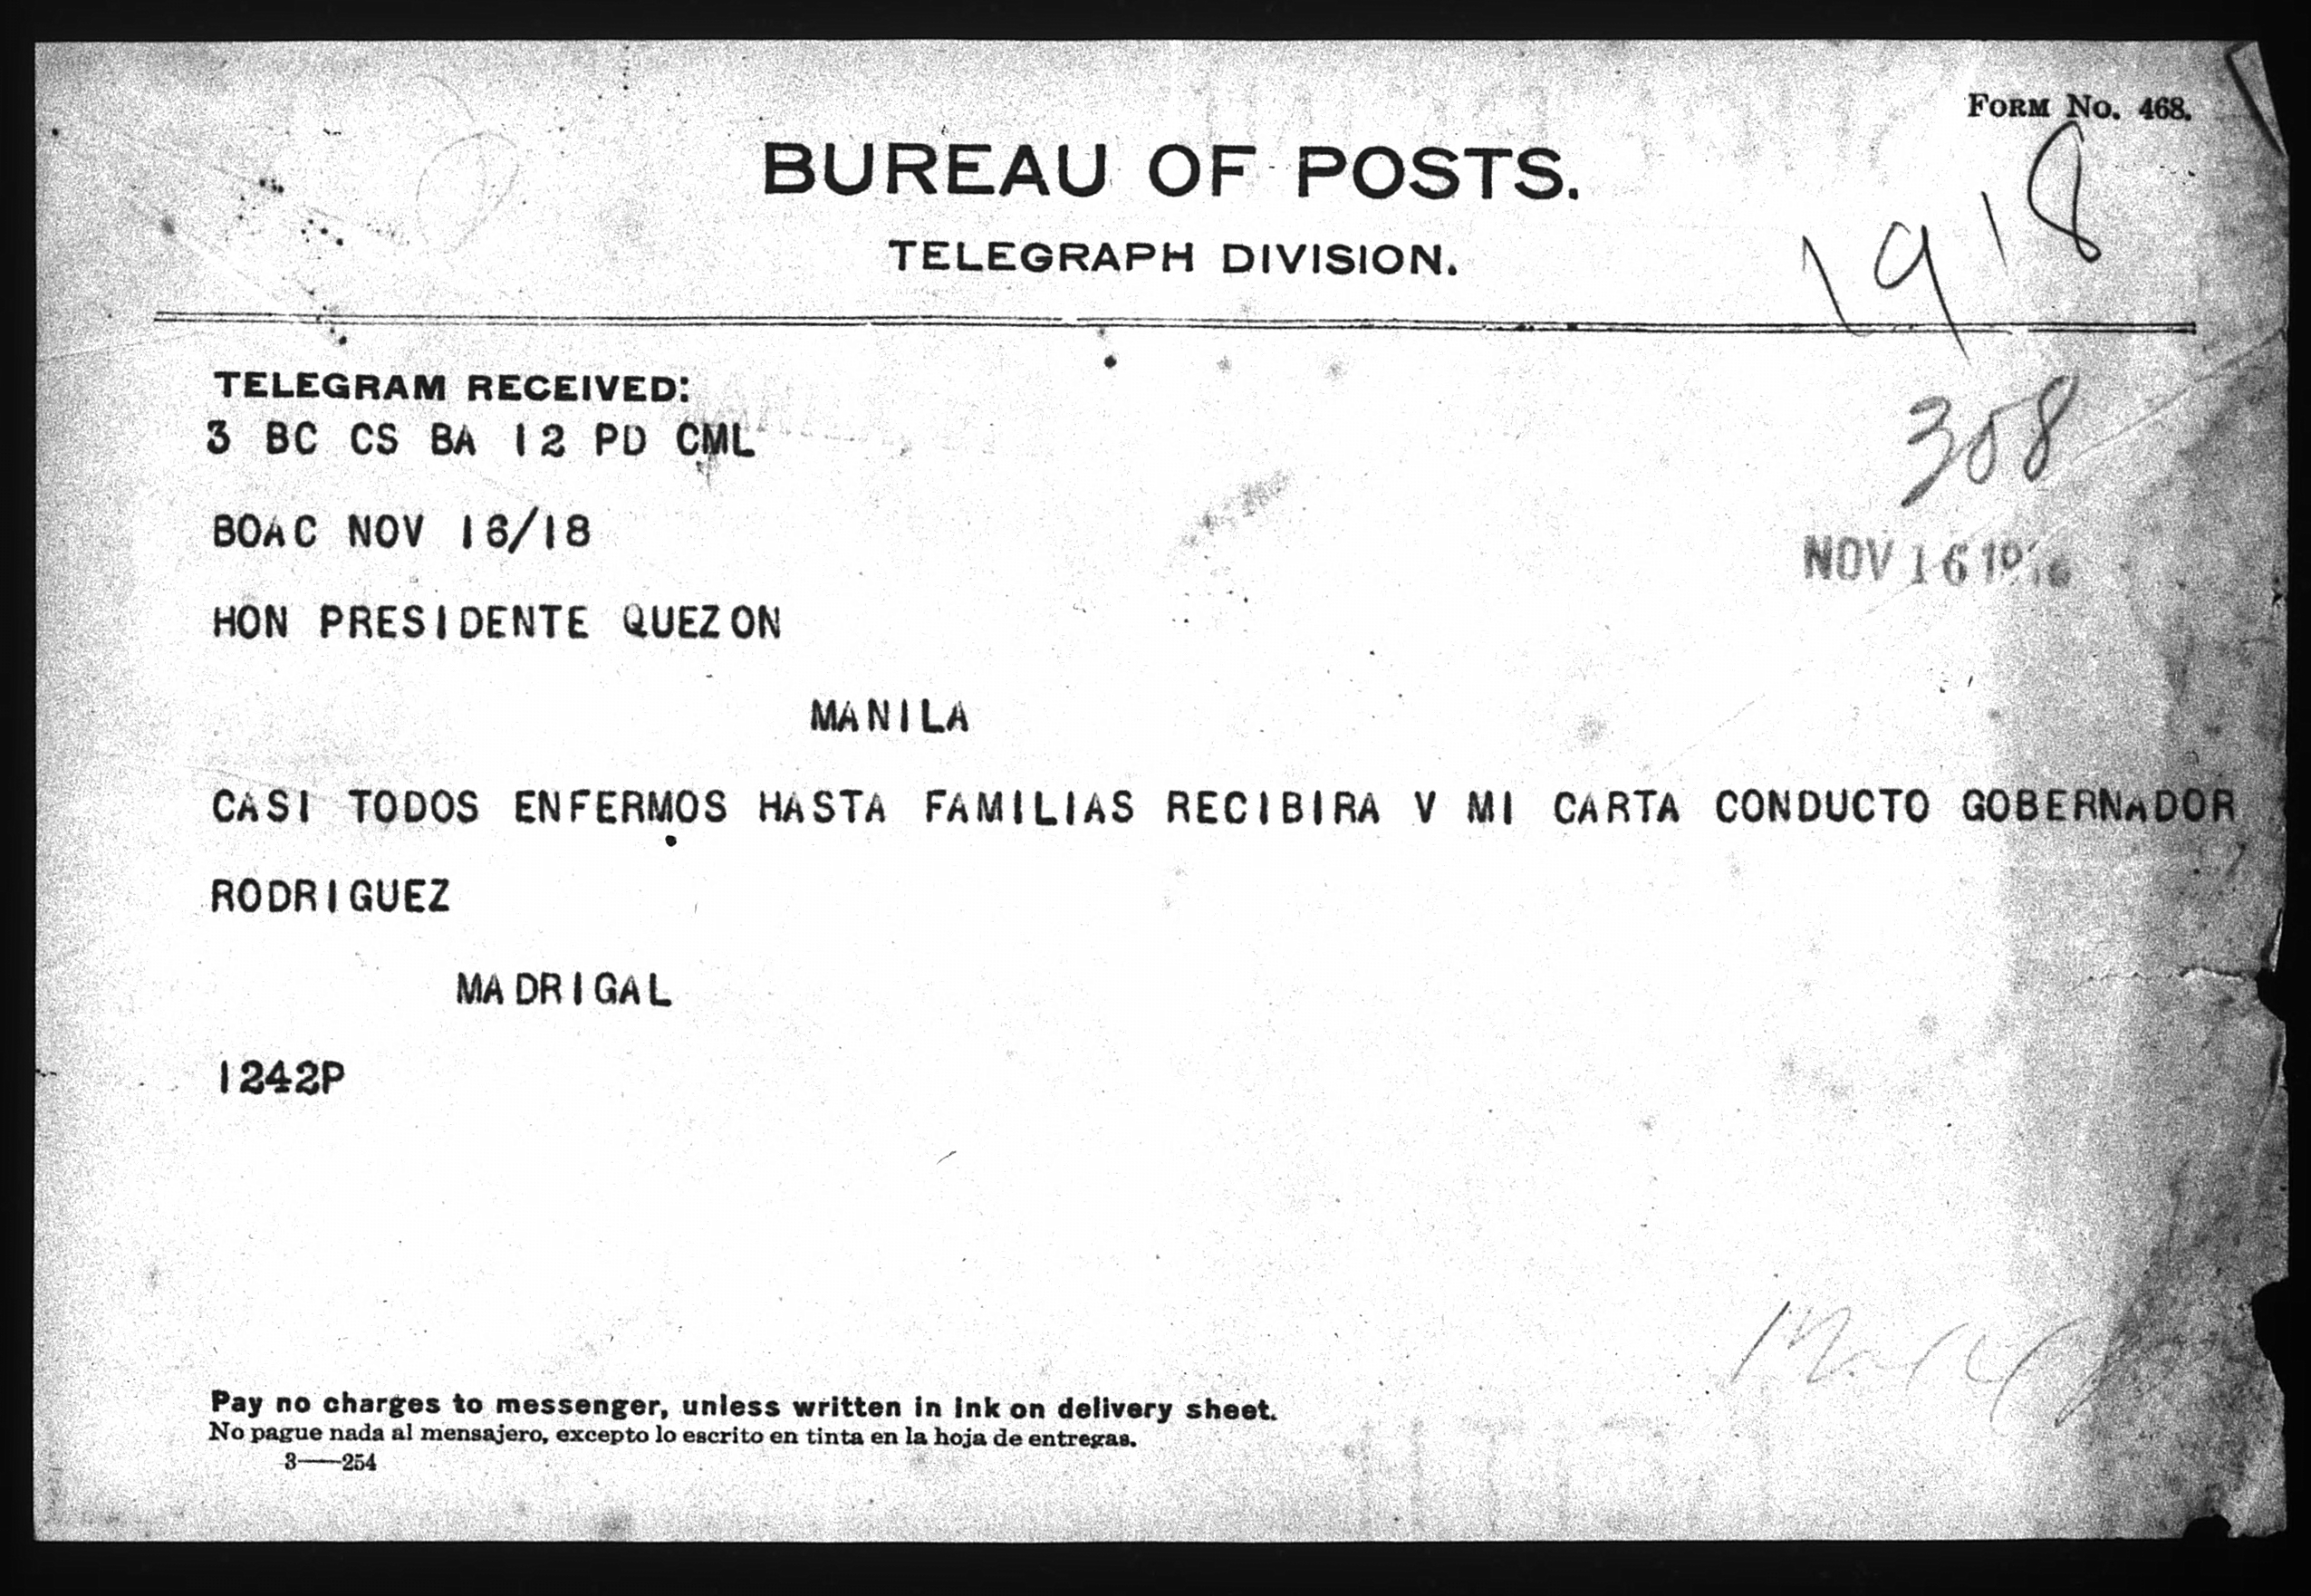 FORM No. 468.
BUREAU OF POSTS.
TELEGRAPH DIVISION.
1918
TELEGRAM RECEIVED:
3 BC CS BA 12 PD CML
358
BOAC NOV 16/18
NOV 16
HON PRESIDENTE QUEZON
MANILA
CASI TODOS ENFERMOS HASTA FAMILIAS RECIBIRA V MI CARTA CONDUCTO GOBERNADOR
RODRIGUEZ
MADRIGAL
1242P
Pay no charges to messenger, unless written in ink on delivery sheet.
No pague nada al mensajero, excepto lo escrito en tinta en la hoja de entregas.
3—254